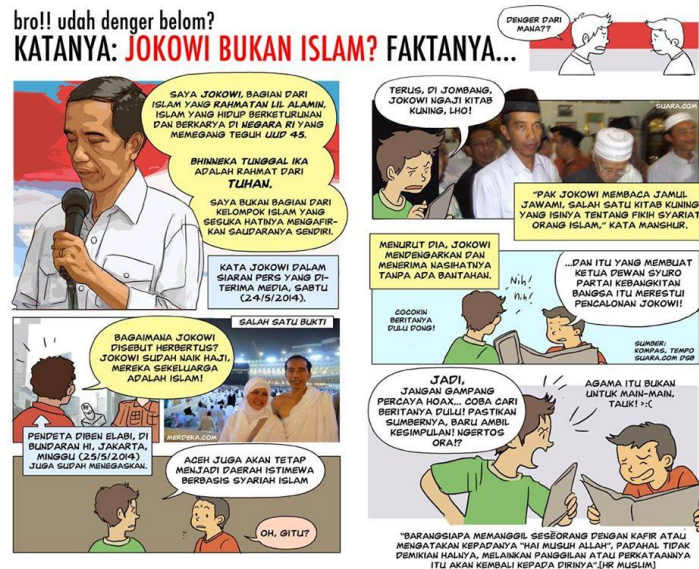 bro!! udah denger belom?
KATANYA: JOKOWI BUKAN ISLAM? FAKTANYA...
DENGER DARI
MANA??
SAYA JOKOWI, BAGIAN DARI
ISLAM YANG RAHMATAN LIL ALAMIN.
ISLAM YANG HIDUP BERKETURUNAN
DAN BERKARYA DI NEGARA RI YANG
MEMEGANG TEGUH UUD 45.
BHINNEKA TUNGGAL IKA
ADALAH RAHMAT DARI
TUHAN.
SAYA BUKAN BAGIAN DARI
KELOMPOK ISLAM YANG
SESUKA HATINYA MENGAFIR-
KAN SAUDARANYA SENDIRI.
KATA JOKOWI DALAM
SIARAN PERS YANG DI-
TERIMA MEDIA, SABTU
(24/5/2014).
BAGAIMANA JOKOWI
DISEBUT HERBERTUS?
JOKOWI SUDAH NAIK HAJI,
MEREKA SEKELUARGA
ADALAH ISLAM!
SALAH SATU BUKTI
MERDEKA.COM
PENDETA DIBEN ELABI, DI
BUNDARAN HI, JAKARTA,
MINGGU (25/5/2014)
JUGA SUDAH MENEGASKAN.
ACEH JUGA AKAN TETAP
MENJADI DAERAH ISTIMEWA
BERBASIS SYARIAH ISLAM
OH, GITU?
TERUS, DI JOMBANG,
JOKOWI NGAJI KITAB
KUNING, LHO!
SUARA.COM
"PAK JOKOWI MEMBACA JAMUL
JAWAMI, SALAH SATU KITAB KUNING
YANG ISINYA TENTANG FIKIH SYARIAT
ORANG ISLAM," KATA MANSHUR.
MENURUT DIA, JOKOWI
MENDENGARKAN DAN
MENERIMA NASIHATNYA
TANPA ADA BANTAHAN.
Nih!
nih!
COCOKIN
BERITANYA
DULU DONG!
...DAN ITU YANG MEMBUAT
KETUA DEWAN SYURO
PARTAI KEBANGKITAN
BANGSA ITU MERESTUI
PENCALONAN JOKOWI!
SUMBER:
KOMPAS, TEMPO
SUARA.COM DSB
JADI,
JANGAN GAMPANG
PERCAYA HOAX... COBA CARI
BERITANYA DULU! PASTIKAN
SUMBERNYA, BARU AMBIL
KESIMPULAN! NGERTOS
ORA!?
AGAMA ITU BUKAN
UNTUK MAIN-MAIN,
TAUK! >:(
"BARANGSIAPA MEMANGGIL SESEORANG DENGAN KAFIR ATAU
MENGATAKAN KEPADANYA "HAI MUSUH ALLAH", PADAHAL TIDAK
DEMIKIAN HALNYA, MELAINKAN PANGGILAN ATAU PERKATAANNYA
ITU AKAN KEMBALI KEPADA DIRINYA".[HR MUSLIM]